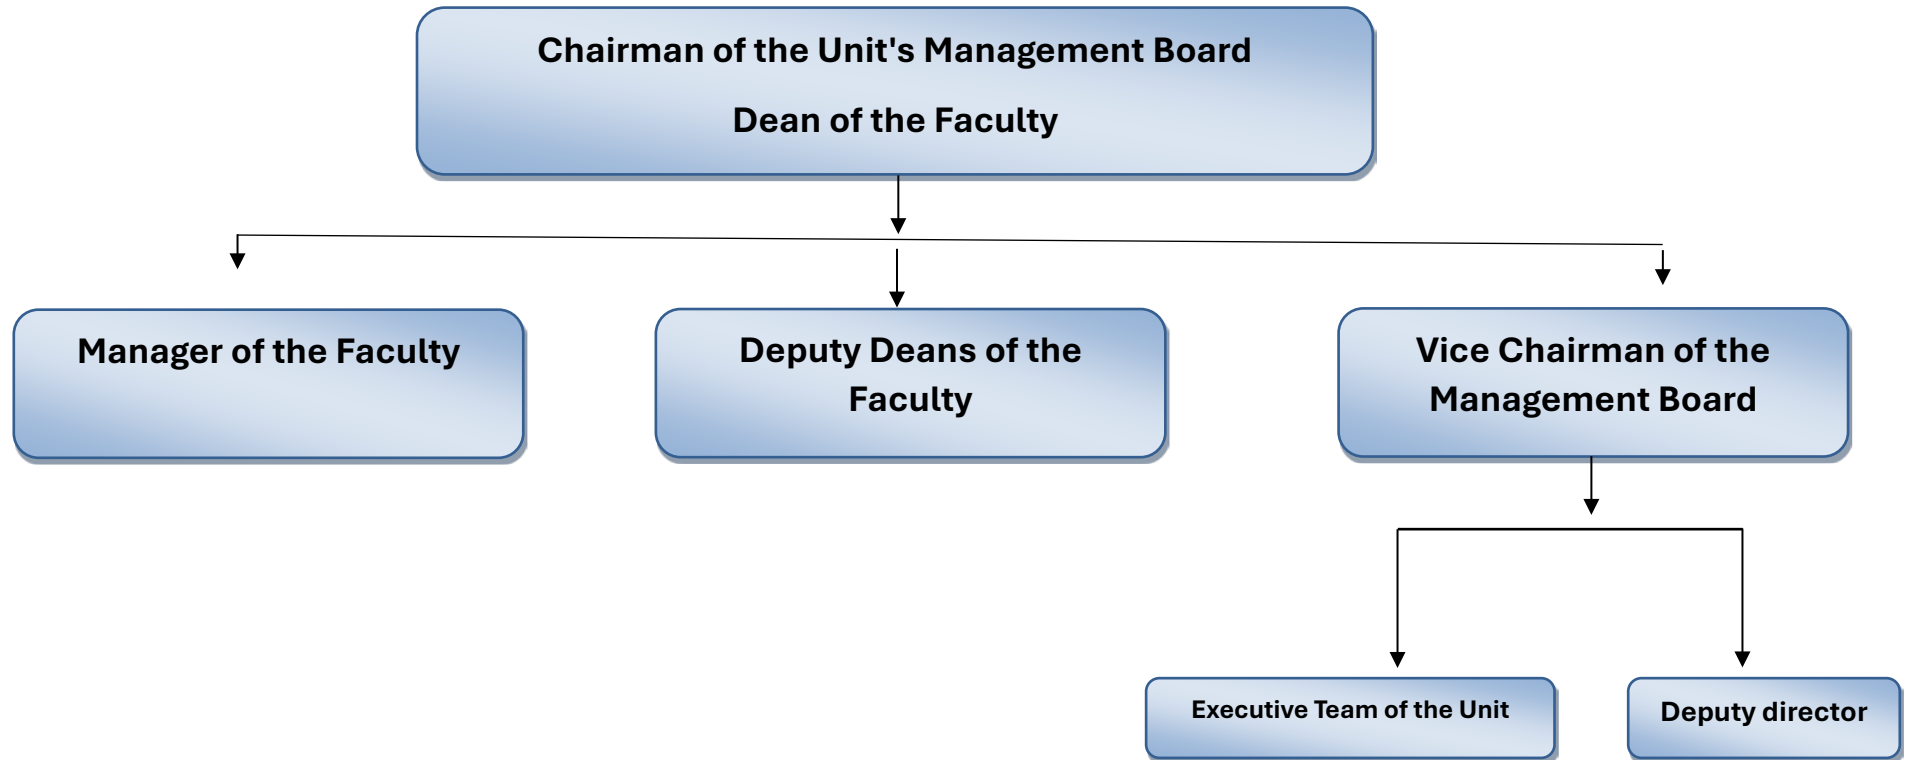 Chairman of the Unit's Management Board
Dean of the Faculty
Manager of the Faculty
Deputy Deans of the
Faculty
Vice Chairman of the
Management Board
Executive Team of the Unit
Deputy director